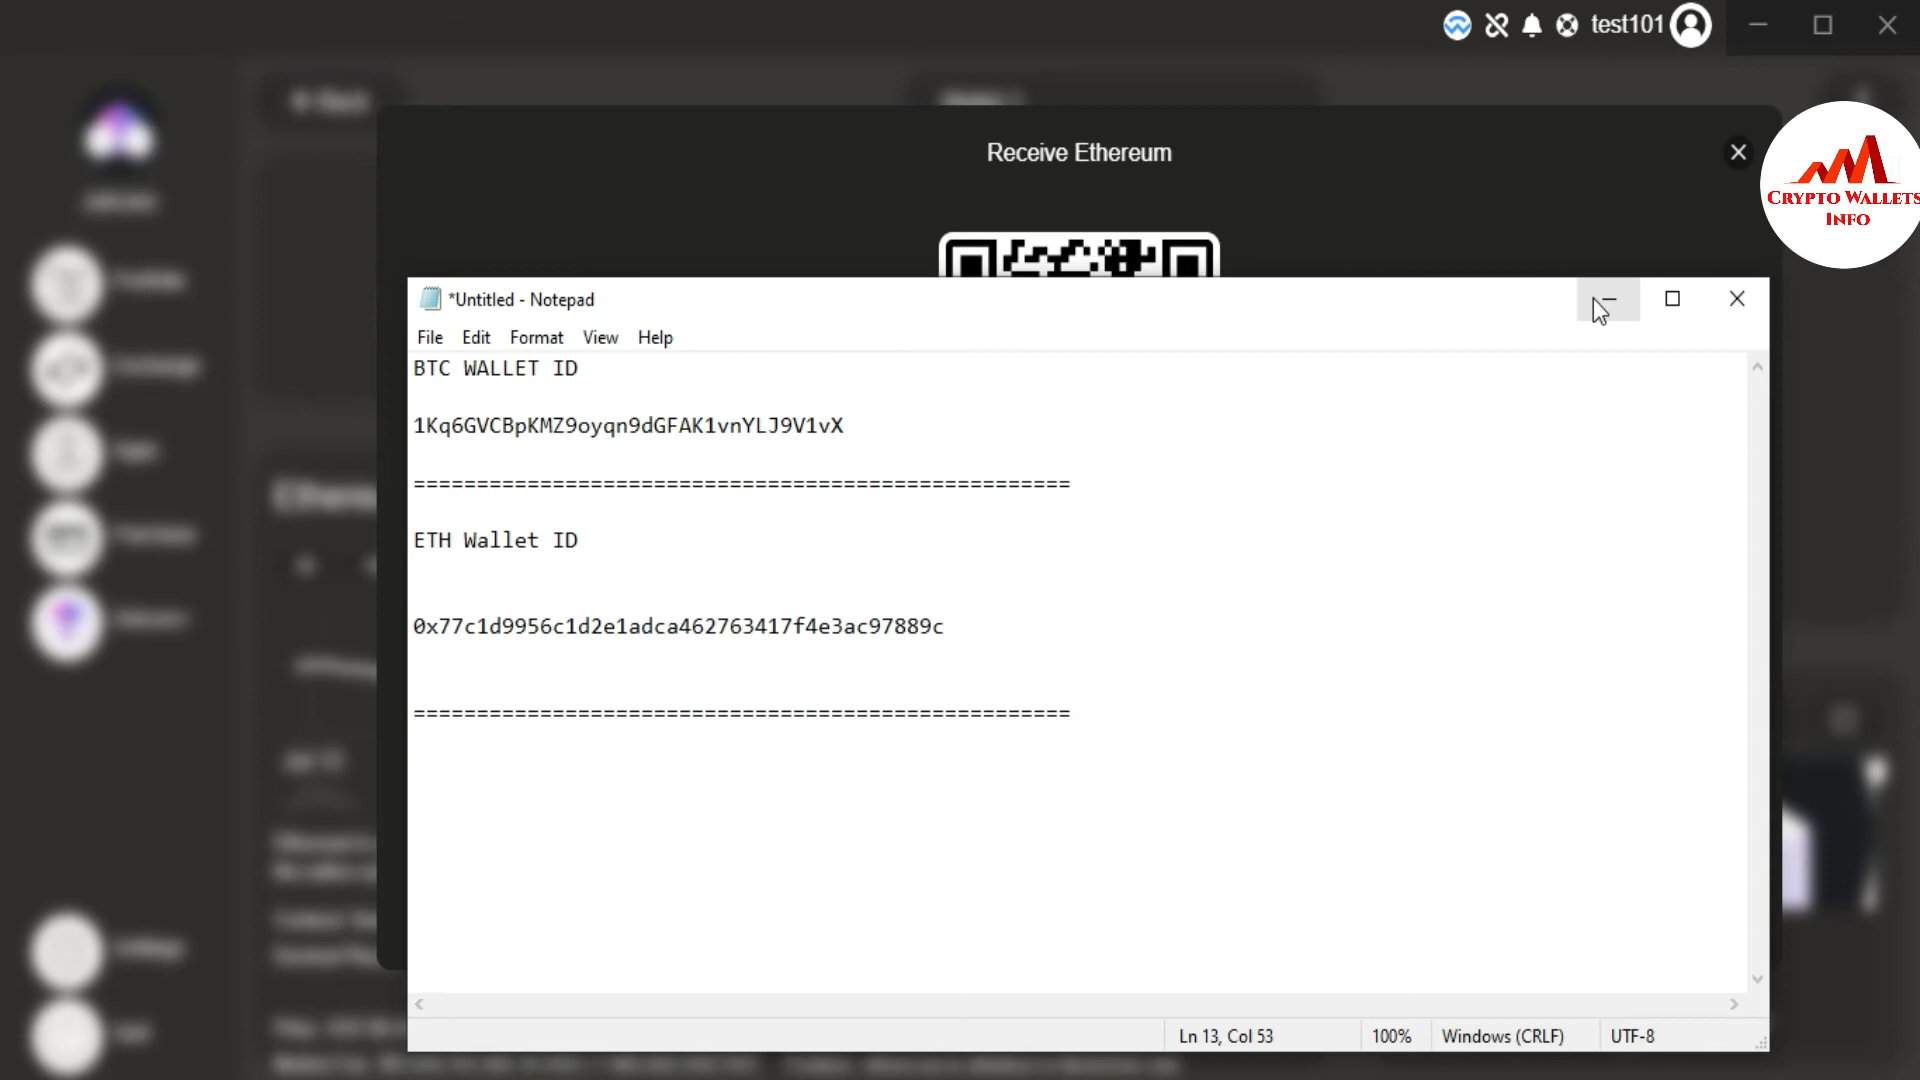 test101
Receive Ethereum
CRYPTO WALLETS
INFO
*Untitled - Notepad
File Edit Format View Help
BTC WALLET ID
1Kq6GVCBpKMZ9oyqn9dGFAK1vnYLJ9V1vX
=====================================================
ETH Wallet ID
0x77c1d9956c1d2e1adca462763417f4e3ac97889c
=====================================================
Ln 13, Col 53 100% Windows (CRLF) UTF-8